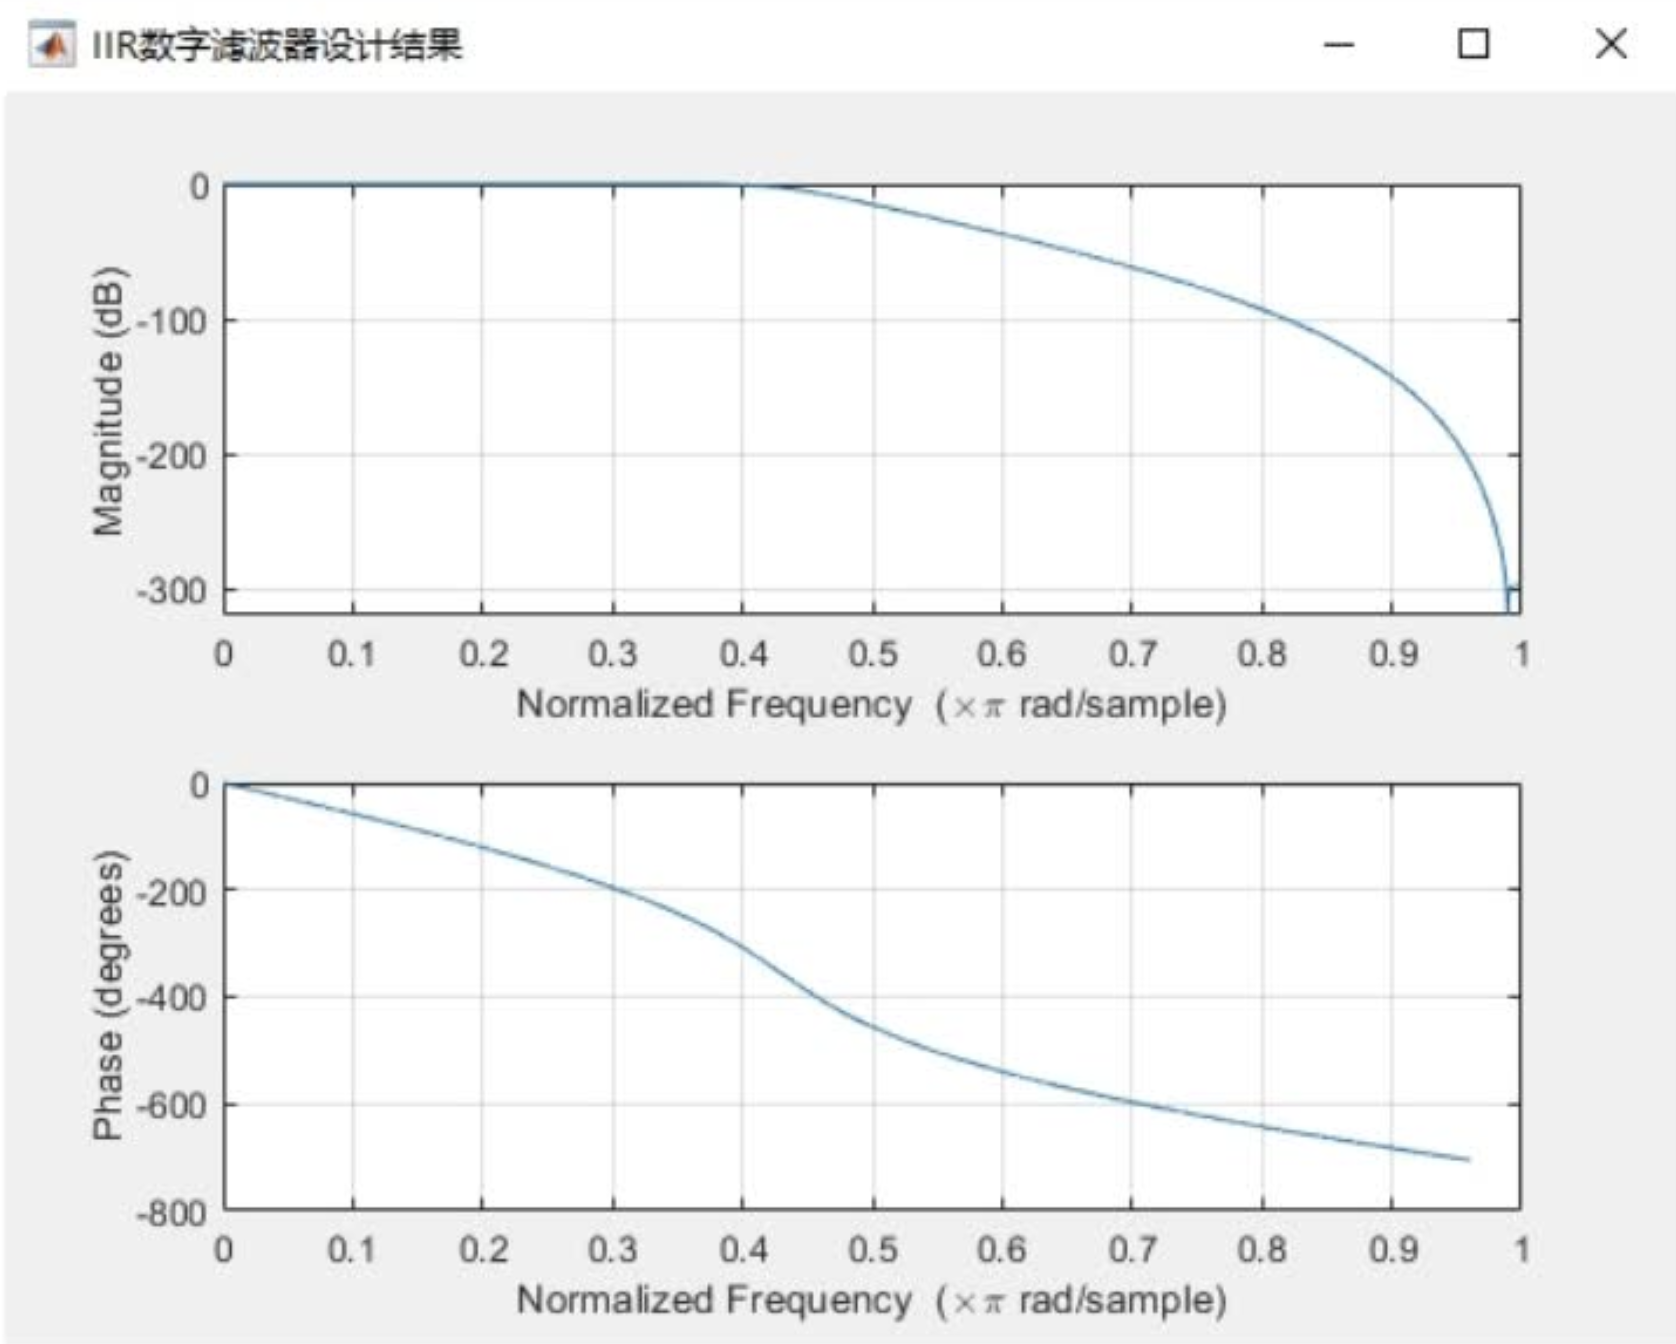 IIR数字滤波器设计结果
0
-100
-200
-300
Magnitude (dB)
0 0.1 0.2 0.3 0.4 0.5 0.6 0.7 0.8 0.9 1
Normalized Frequency (×π rad/sample)
0
-200
-400
-600
-800
Phase (degrees)
0 0.1 0.2 0.3 0.4 0.5 0.6 0.7 0.8 0.9 1
Normalized Frequency (×π rad/sample)